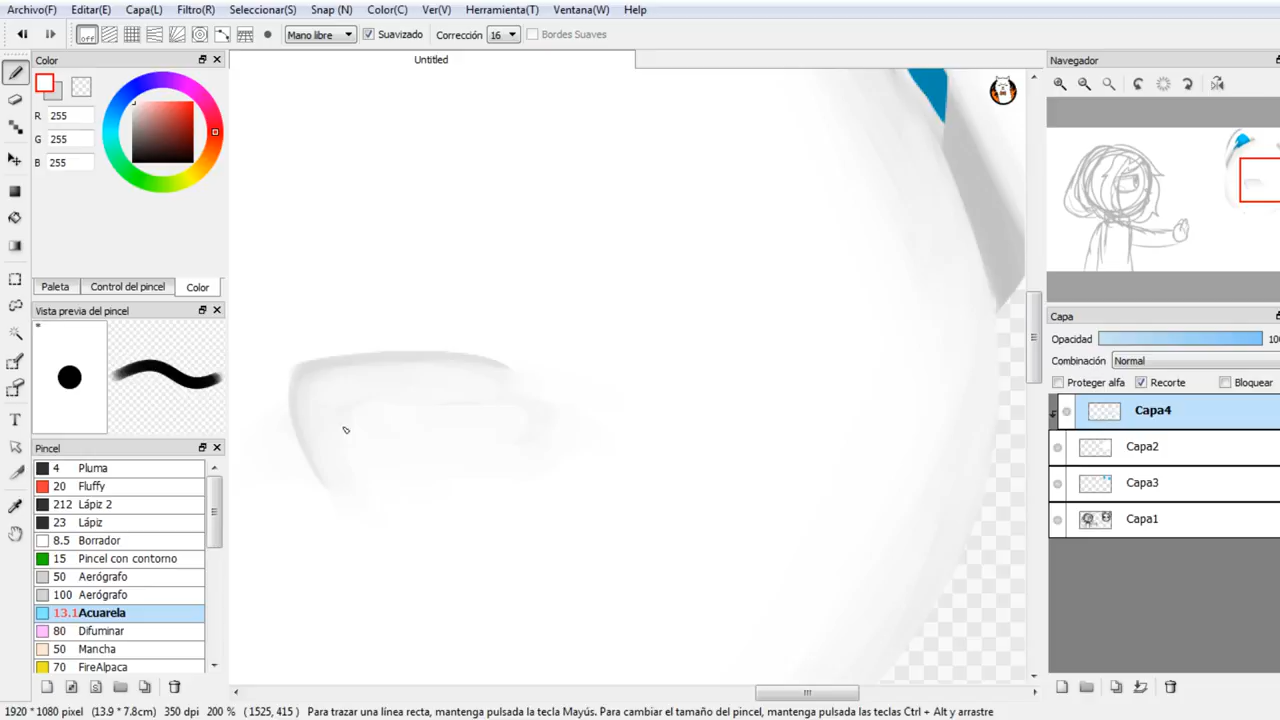 Archivo(F) Editar(E) Capa(L) Filtro(R) Seleccionar(S) Snap (N) Color(C) Ver(V) Herramienta(T) Ventana(W) Help
Off Mano libre Suavizado Corrección 16 Bordes Suaves
Color
Untitled
Navegador
R 255
G 255
B 255
Paleta Control del pincel Color
Vista previa del pincel
Capa
Opacidad 100
Combinación Normal
Proteger alfa Recorte Bloquear
Capa4
Capa2
Capa3
Capa1
Pincel
4 Pluma
20 Fluffy
212 Lápiz 2
23 Lápiz
8.5 Borrador
15 Pincel con contorno
50 Aerógrafo
100 Aerógrafo
13.1 Acuarela
80 Difuminar
50 Mancha
70 FireAlpaca
1920 * 1080 pixel (13.9 * 7.8cm) 350 dpi 200 % (1525, 415) Para trazar una línea recta, mantenga pulsada la tecla Mayús. Para cambiar el tamaño del pincel, mantenga pulsadas las teclas Ctrl + Alt y arrastre